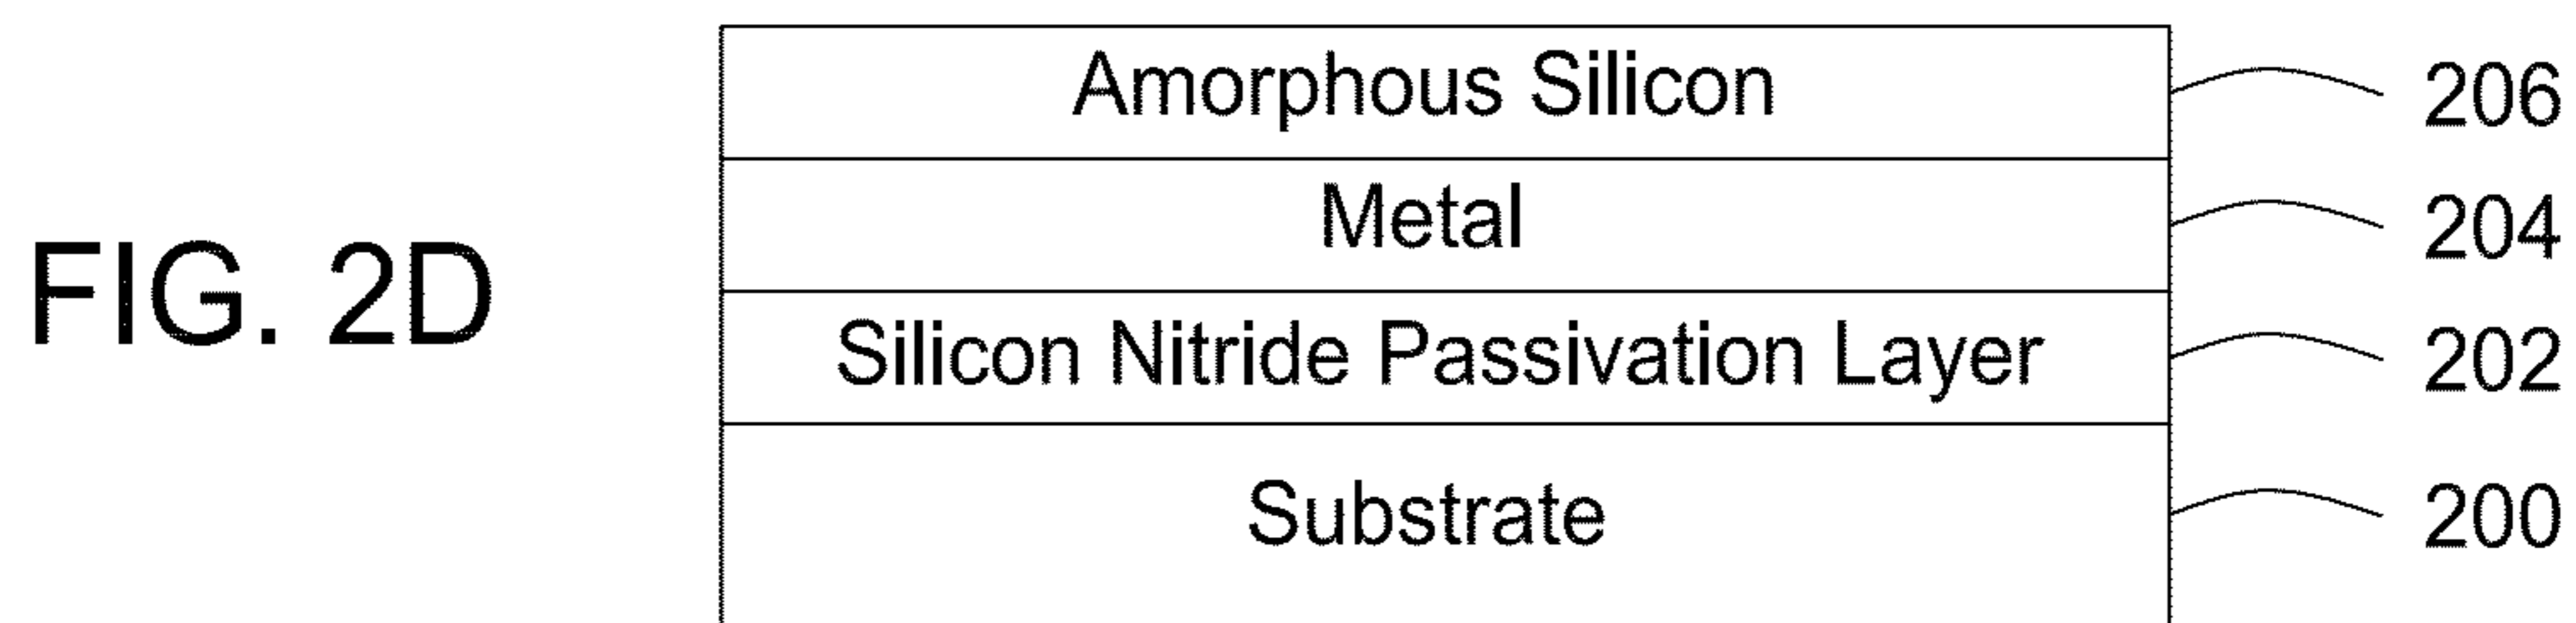 Amorphous Silicon 206
Metal 204
FIG. 2D
Silicon Nitride Passivation Layer 202
Substrate 200